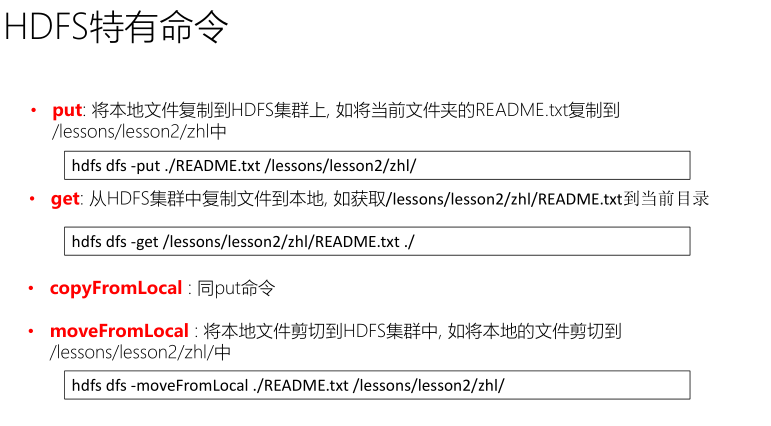 HDFS特有命令
• put: 将本地文件复制到HDFS集群上, 如将当前文件夹的README.txt复制到
/lessons/lesson2/zhl中
hdfs dfs -put ./README.txt /lessons/lesson2/zhl/
• get: 从HDFS集群中复制文件到本地, 如获取/lessons/lesson2/zhl/README.txt到当前目录
hdfs dfs -get /lessons/lesson2/zhl/README.txt ./
• copyFromLocal : 同put命令
• moveFromLocal : 将本地文件剪切到HDFS集群中, 如将本地的文件剪切到
/lessons/lesson2/zhl/中
hdfs dfs -moveFromLocal ./README.txt /lessons/lesson2/zhl/